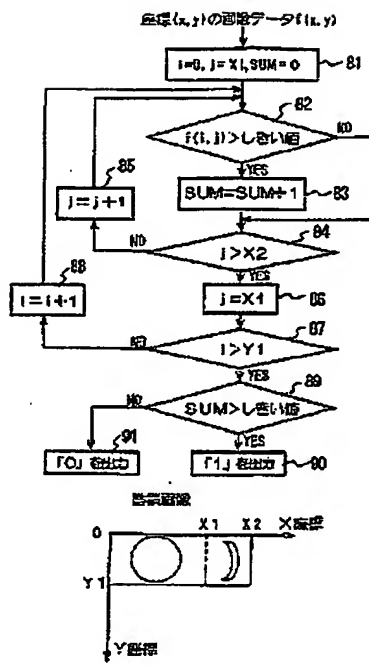 座標(x, y)の画像データf(x, y)
i=0, j=X1, SUM=0
81
82
f(i, j)>しきい値
NO
YES
85
j=j+1
SUM=SUM+1
83
84
NO
j>X2
YES
88
i=i+1
j=X1
86
87
NO
i>Y1
YES
89
NO
SUM>しきい値
YES
91
「0」を出力
「1」を出力
90
0
X1
X2
X座標
Y1
Y座標